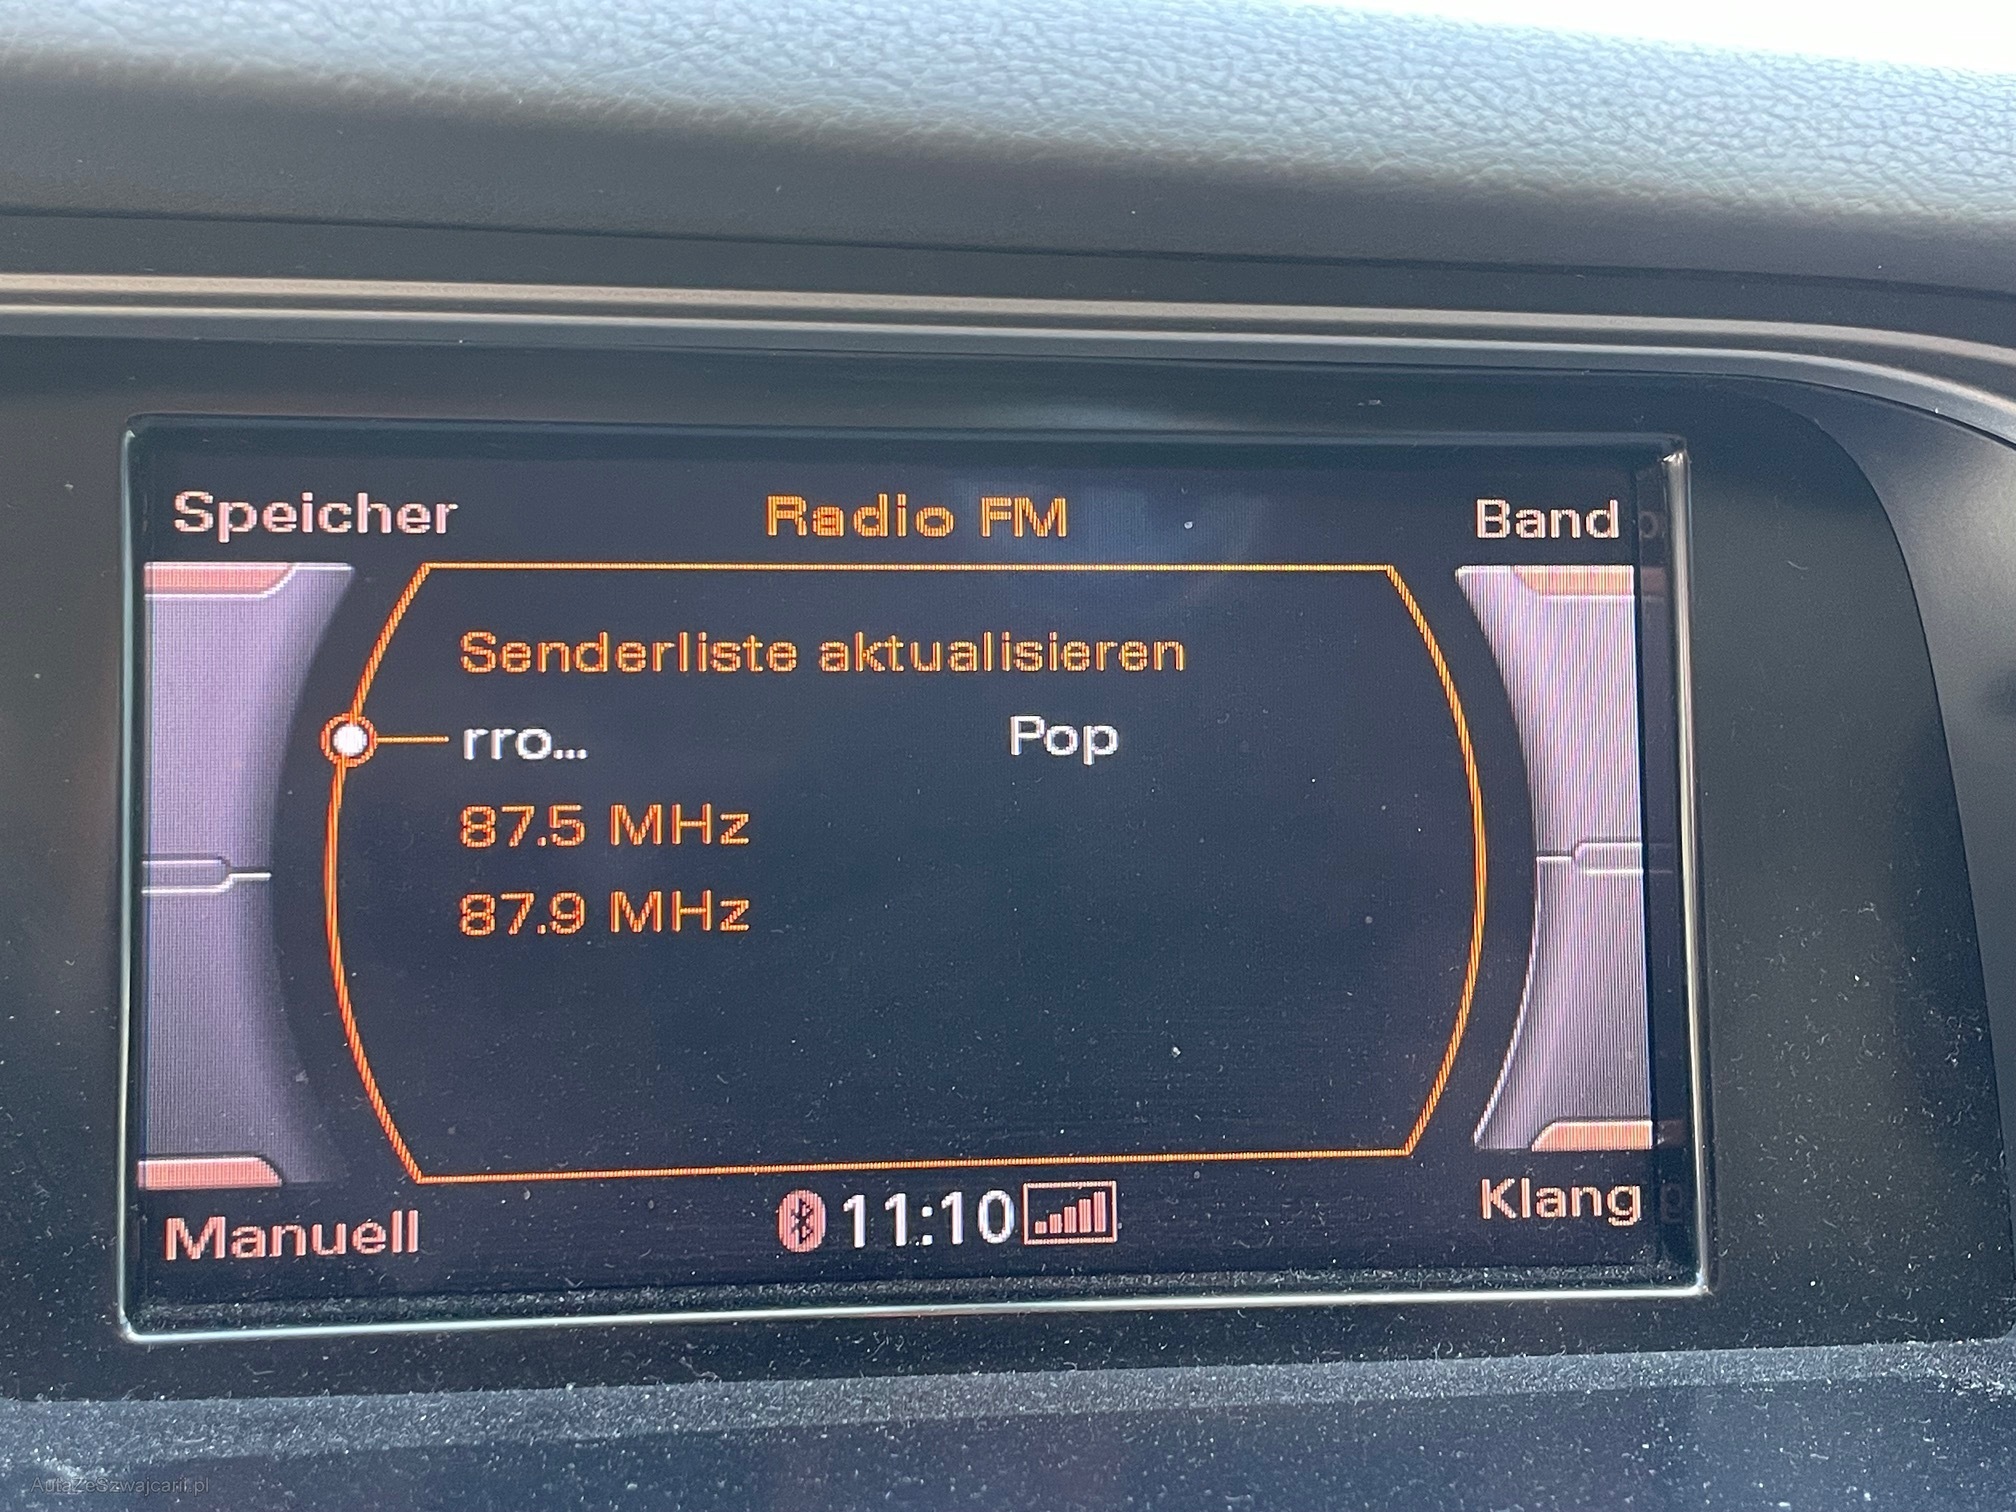 Speicher Radio FM Band
Senderliste aktualisieren
rro... Pop
87.5 MHz
87.9 MHz
Manuell 11:10 Klang
AutaZeSzwajcarii.pl